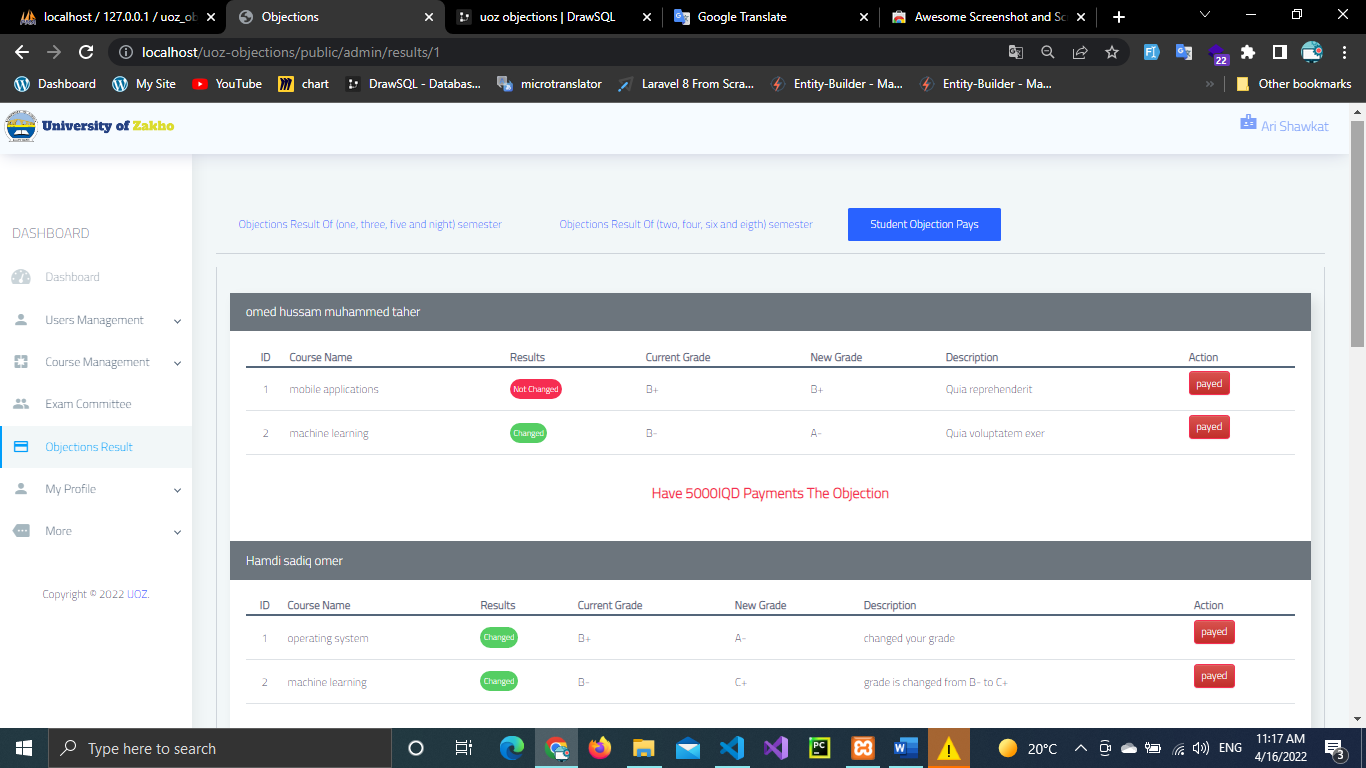 localhost / 127.0.0.1 / uoz_ob
Objections
uoz objections | DrawSQL
Google Translate
Awesome Screenshot and Sc
localhost/uoz-objections/public/admin/results/1
22
Dashboard
My Site
YouTube
chart
DrawSQL - Databas...
microtranslator
Laravel 8 From Scra...
Entity-Builder - Ma...
Entity-Builder - Ma...
»
Other bookmarks
University of Zakho
Ari Shawkat
Objections Result Of (one, three, five and night) semester
Objections Result Of (two, four, six and eigth) semester
Student Objection Pays
DASHBOARD
Dashboard
Users Management
Course Management
Exam Committee
Objections Result
My Profile
More
Copyright © 2022 UOZ.
omed hussam muhammed taher
ID Course Name Results Current Grade New Grade Description Action
1 mobile applications Not Changed B+ B+ Quia reprehenderit payed
2 machine learning Changed B- A- Quia voluptatem exer payed
Have 5000IQD Payments The Objection
Hamdi sadiq omer
ID Course Name Results Current Grade New Grade Description Action
1 operating system Changed B+ A- changed your grade payed
2 machine learning Changed B- C+ grade is changed from B- to C+ payed
Type here to search
PC
20°C
ENG
11:17 AM
4/16/2022
3